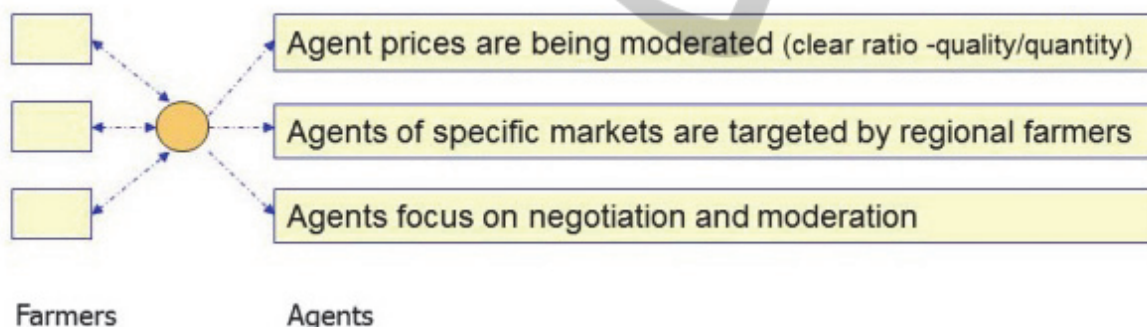 Agent prices are being moderated (clear ratio -quality/quantity)
Agents of specific markets are targeted by regional farmers
Agents focus on negotiation and moderation
Farmers Agents